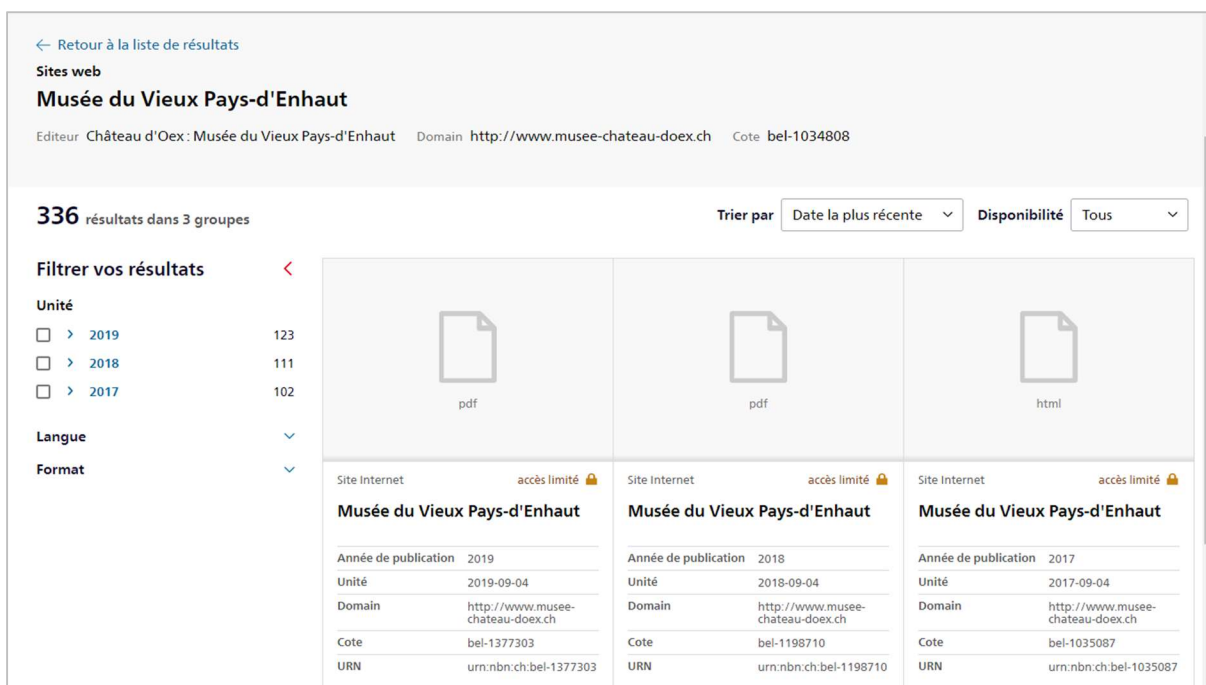 ← Retour à la liste de résultats
Sites web
Musée du Vieux Pays-d'Enhaut
Editeur Château d'Oex : Musée du Vieux Pays-d'Enhaut Domain http://www.musee-chateau-doex.ch Cote bel-1034808
336 résultats dans 3 groupes
Trier par Date la plus récente Disponibilité Tous
Filtrer vos résultats
Unité
2019 123
2018 111
2017 102
Langue
Format
pdf
Site Internet accès limité
Musée du Vieux Pays-d'Enhaut
Année de publication 2019
Unité 2019-09-04
Domain http://www.musee-
chateau-doex.ch
Cote bel-1377303
URN urn:nbn:ch:bel-1377303
pdf
Site Internet accès limité
Musée du Vieux Pays-d'Enhaut
Année de publication 2018
Unité 2018-09-04
Domain http://www.musee-
chateau-doex.ch
Cote bel-1198710
URN urn:nbn:ch:bel-1198710
html
Site Internet accès limité
Musée du Vieux Pays-d'Enhaut
Année de publication 2017
Unité 2017-09-04
Domain http://www.musee-
chateau-doex.ch
Cote bel-1035087
URN urn:nbn:ch:bel-1035087